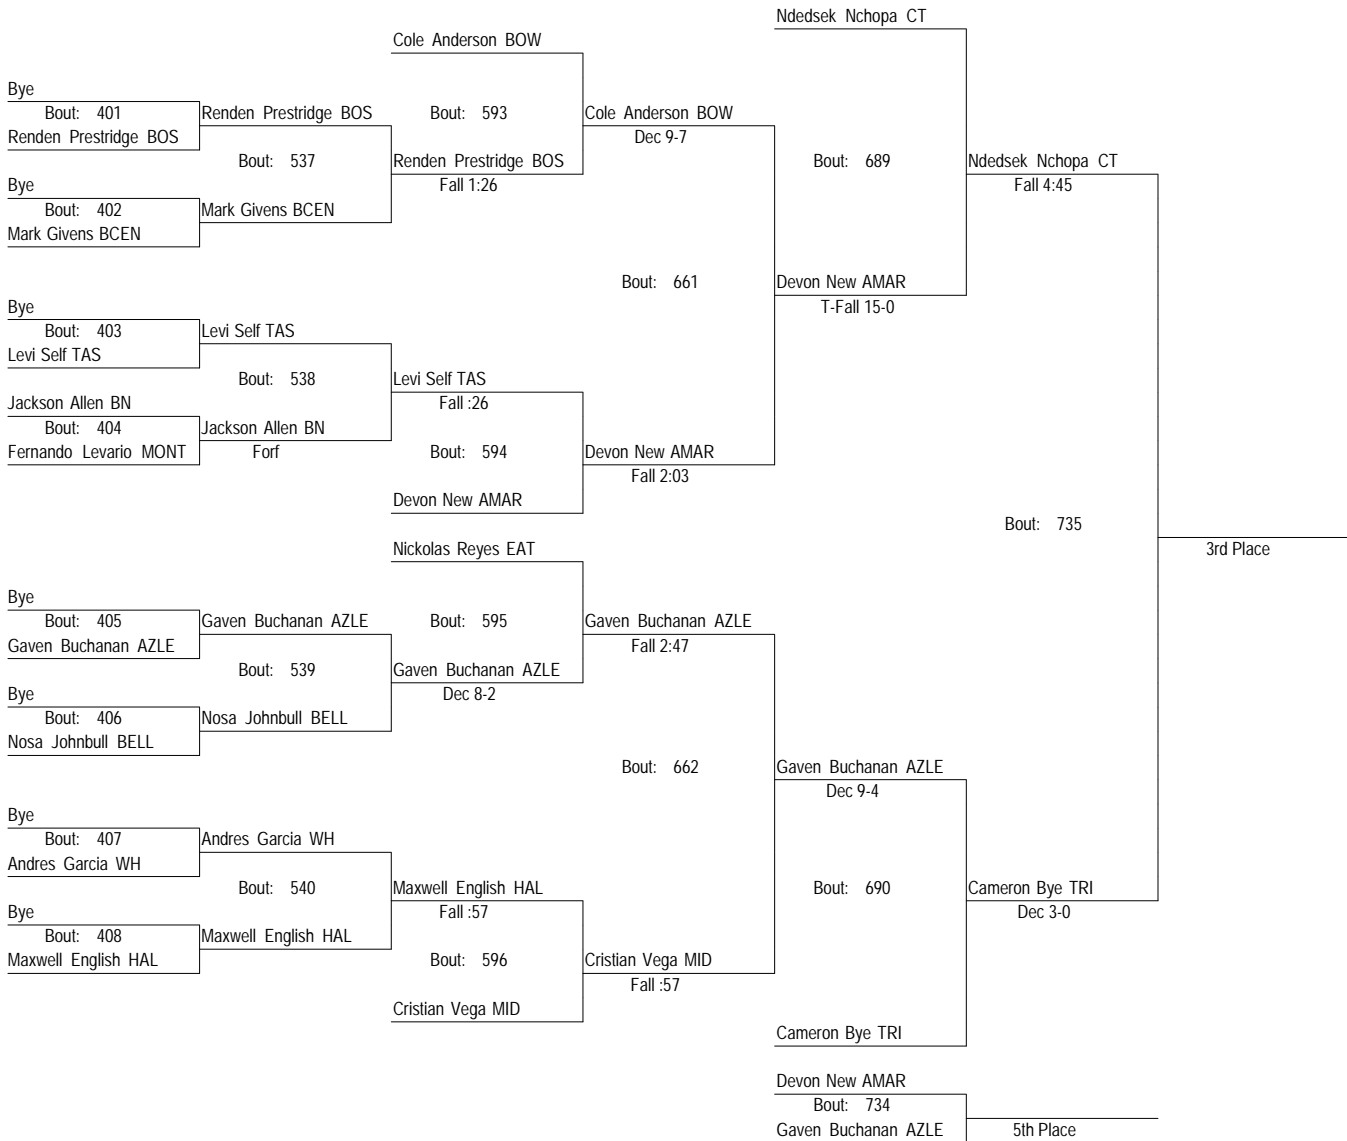 Ndedsek Nchopa CT
Cole Anderson BOW
Bye
Bout: 401
Renden Prestridge BOS
Bout: 593
Cole Anderson BOW
Renden Prestridge BOS
Dec 9-7
Bout: 537
Renden Prestridge BOS
Bout: 689
Ndedsek Nchopa CT
Bye
Fall 1:26
Fall 4:45
Bout: 402
Mark Givens BCEN
Mark Givens BCEN
Bout: 661
Devon New AMAR
Bye
T-Fall 15-0
Bout: 403
Levi Self TAS
Levi Self TAS
Bout: 538
Levi Self TAS
Jackson Allen BN
Fall :26
Bout: 404
Jackson Allen BN
Fernando Levario MONT
Forf
Bout: 594
Devon New AMAR
Fall 2:03
Devon New AMAR
Bout: 735
Nickolas Reyes EAT
3rd Place
Bye
Bout: 405
Gaven Buchanan AZLE
Bout: 595
Gaven Buchanan AZLE
Gaven Buchanan AZLE
Fall 2:47
Bout: 539
Gaven Buchanan AZLE
Bye
Dec 8-2
Bout: 406
Nosa Johnbull BELL
Nosa Johnbull BELL
Bout: 662
Gaven Buchanan AZLE
Dec 9-4
Bye
Bout: 407
Andres Garcia WH
Andres Garcia WH
Bout: 540
Maxwell English HAL
Bout: 690
Cameron Bye TRI
Bye
Fall :57
Dec 3-0
Bout: 408
Maxwell English HAL
Maxwell English HAL
Bout: 596
Cristian Vega MID
Fall :57
Cristian Vega MID
Cameron Bye TRI
Devon New AMAR
Bout: 734
Gaven Buchanan AZLE
5th Place